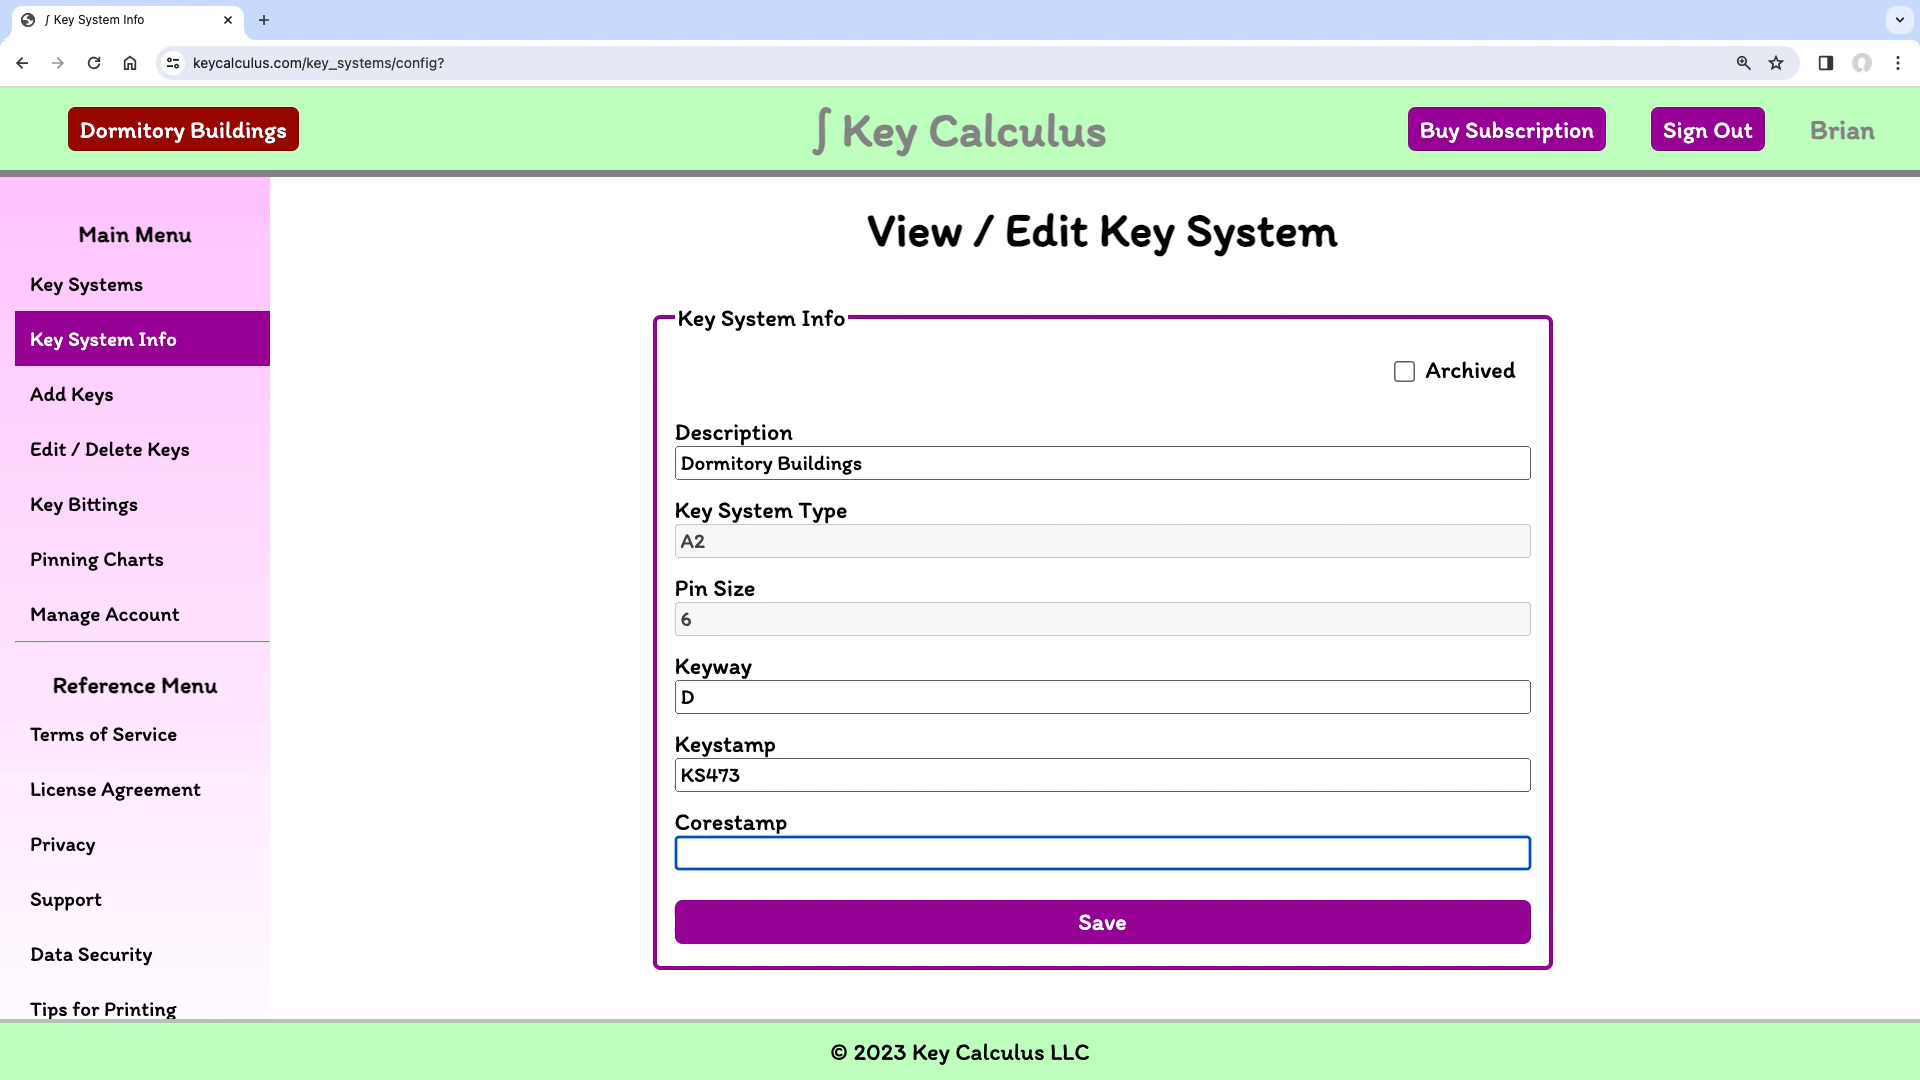 ∫ Key System Info
keycalculus.com/key_systems/config?
Dormitory Buildings
∫ Key Calculus
Buy Subscription
Sign Out
Brian
Main Menu
Key Systems
Key System Info
Add Keys
Edit / Delete Keys
Key Bittings
Pinning Charts
Manage Account
Reference Menu
Terms of Service
License Agreement
Privacy
Support
Data Security
Tips for Printing
View / Edit Key System
Key System Info
Archived
Description
Dormitory Buildings
Key System Type
A2
Pin Size
6
Keyway
D
Keystamp
KS473
Corestamp
Save
© 2023 Key Calculus LLC